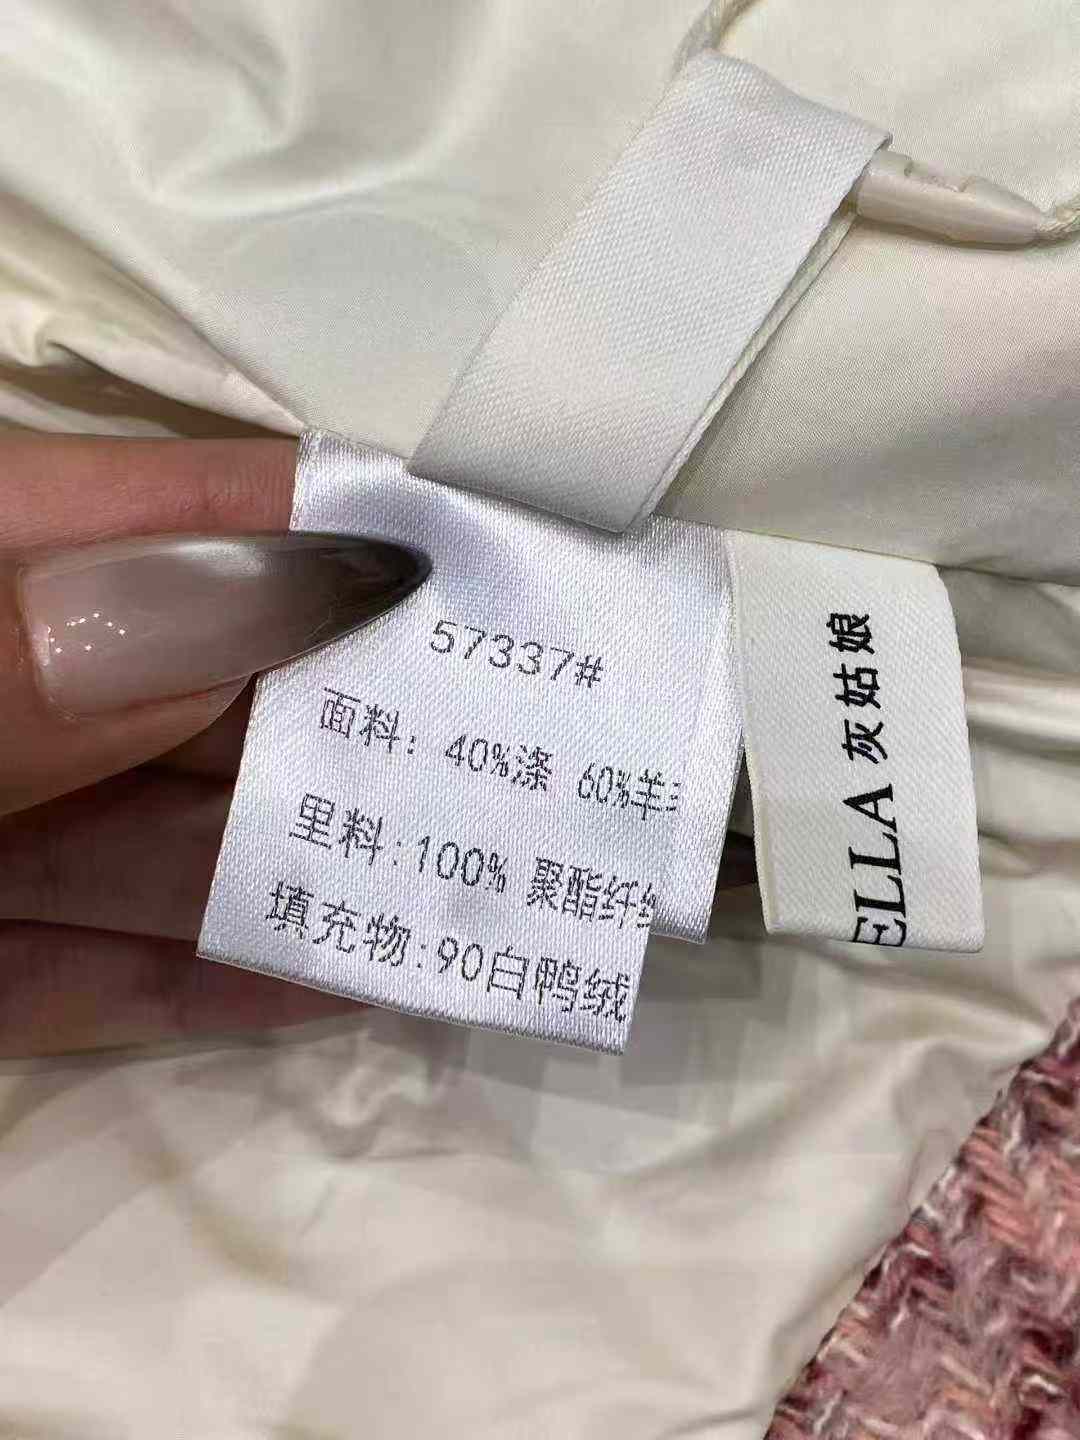 57337#
面料: 40%涤 60%羊
里料:100% 聚酯纤
填充物:90白鸭绒
ELLA 灰姑娘